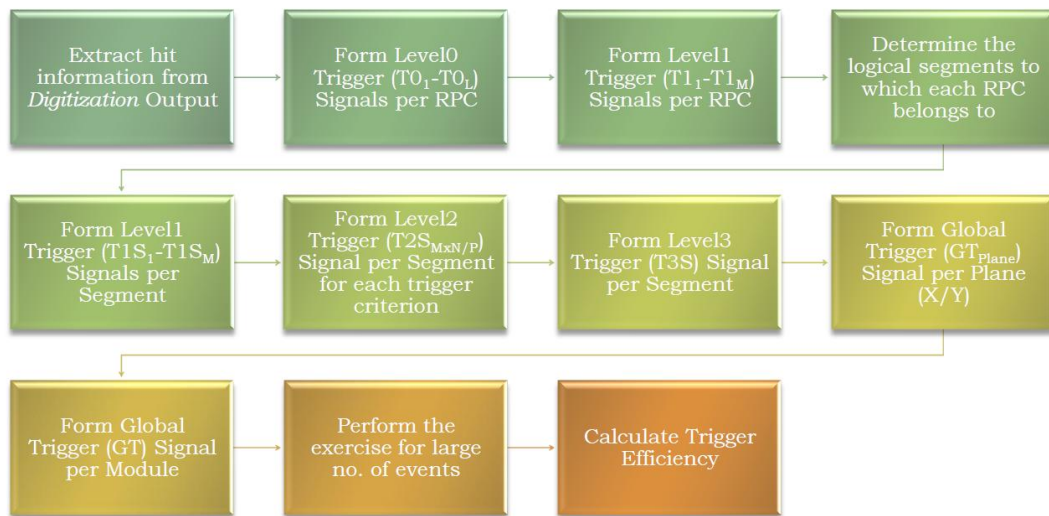 Extract hit
information from
Digitization Output
Form Level0
Trigger (T0₁-T0L)
Signals per RPC
Form Level1
Trigger (T1₁-T1M)
Signals per RPC
Determine the
logical segments to
which each RPC
belongs to
Form Level1
Trigger (T1S₁-T1SM)
Signals per
Segment
Form Level2
Trigger (T2SMxN/P)
Signal per Segment
for each trigger
criterion
Form Level3
Trigger (T3S) Signal
per Segment
Form Global
Trigger (GTPlane)
Signal per Plane
(X/Y)
Form Global
Trigger (GT) Signal
per Module
Perform the
exercise for large
no. of events
Calculate Trigger
Efficiency